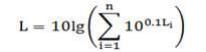 L = 10lg(∑_{i=1}^{n} 10^{0.1L_i})